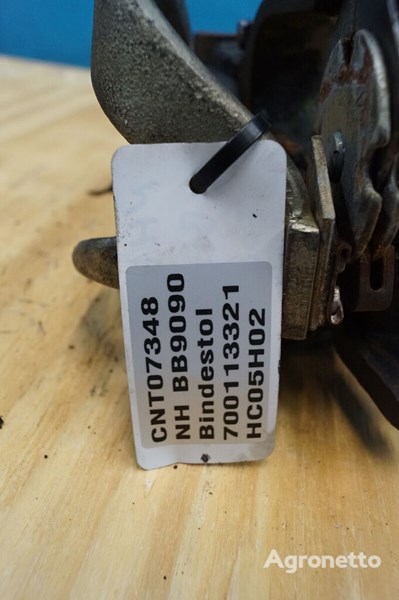 CNT07348
NH BB9090
Bindestol
700113321
HC05H02
Agronetto